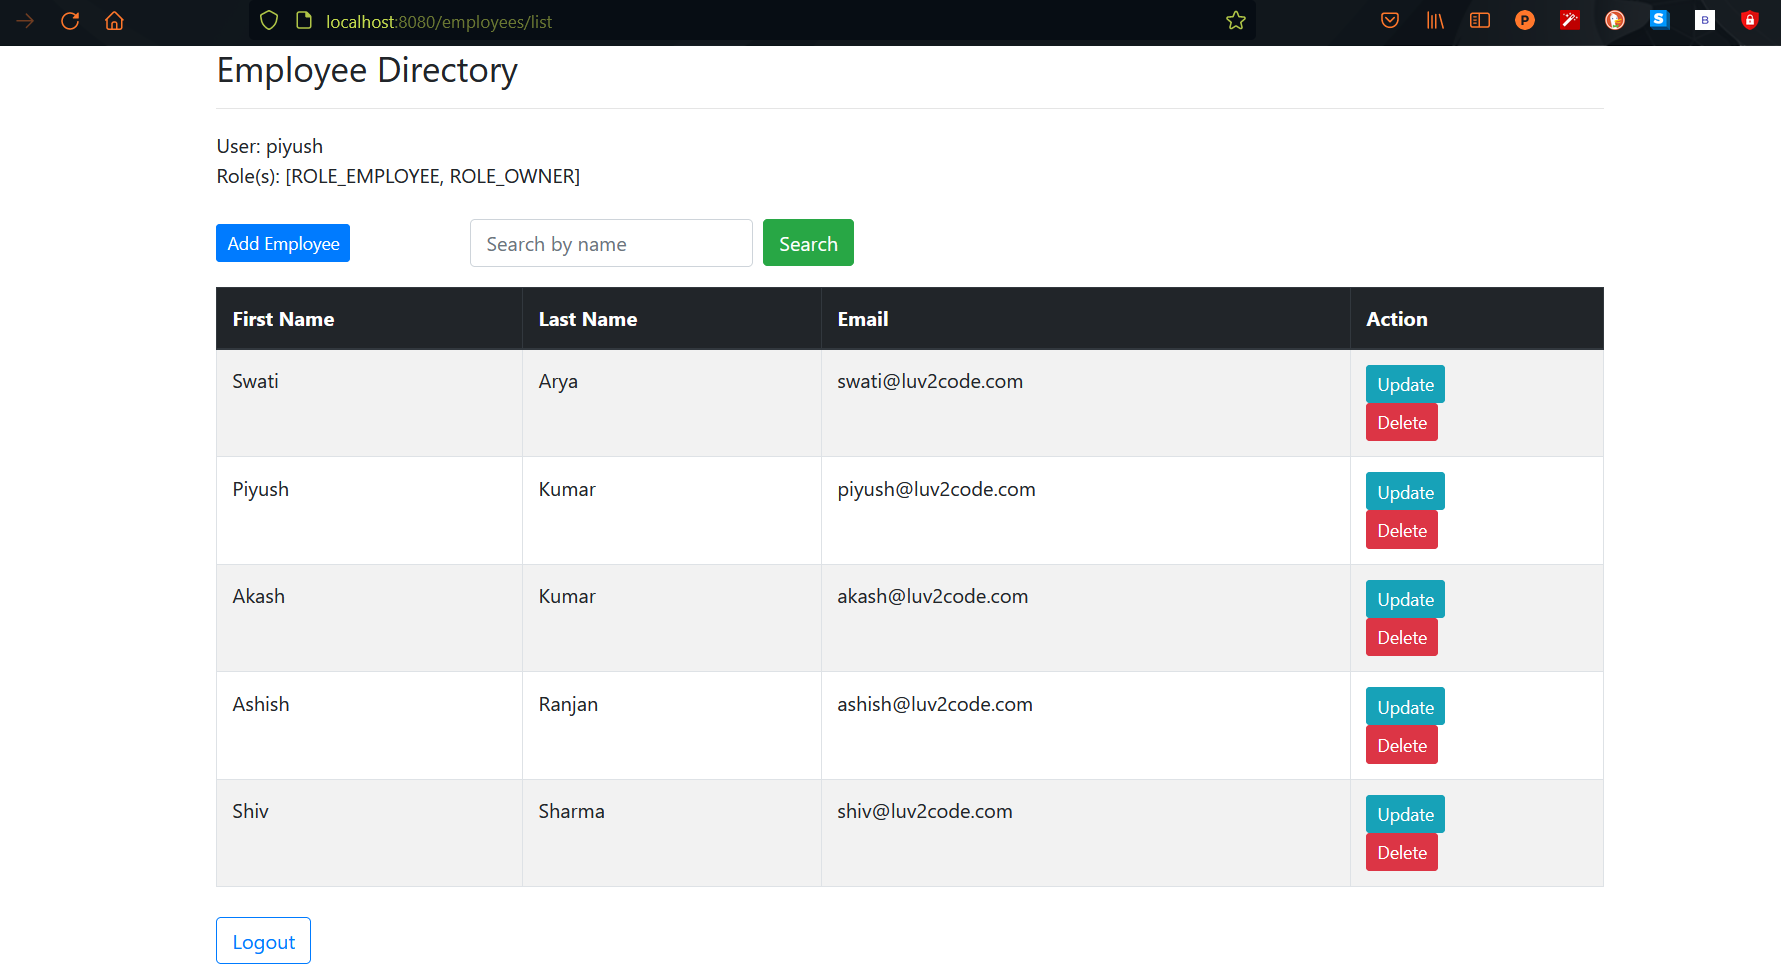 localhost:8080/employees/list
P
S
B
Employee Directory
User: piyush
Role(s): [ROLE_EMPLOYEE, ROLE_OWNER]
Add Employee Search by name Search
First Name Last Name Email Action
Swati Arya swati@luv2code.com Update
Delete
Piyush Kumar piyush@luv2code.com Update
Delete
Akash Kumar akash@luv2code.com Update
Delete
Ashish Ranjan ashish@luv2code.com Update
Delete
Shiv Sharma shiv@luv2code.com Update
Delete
Logout